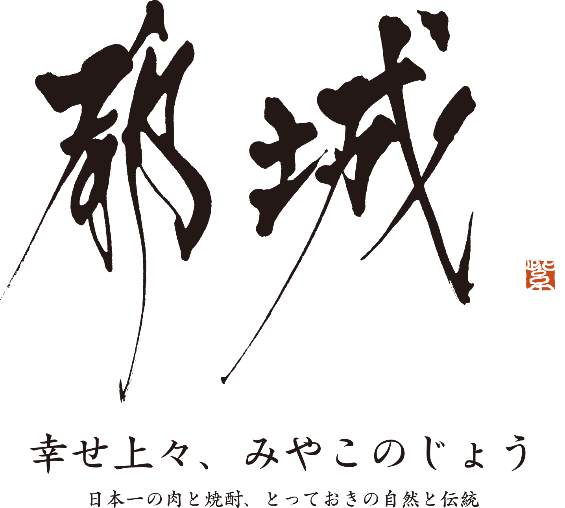 都城
紫
幸せ上々、みやこのじょう
日本一の肉と焼酎、とっておきの自然と伝統